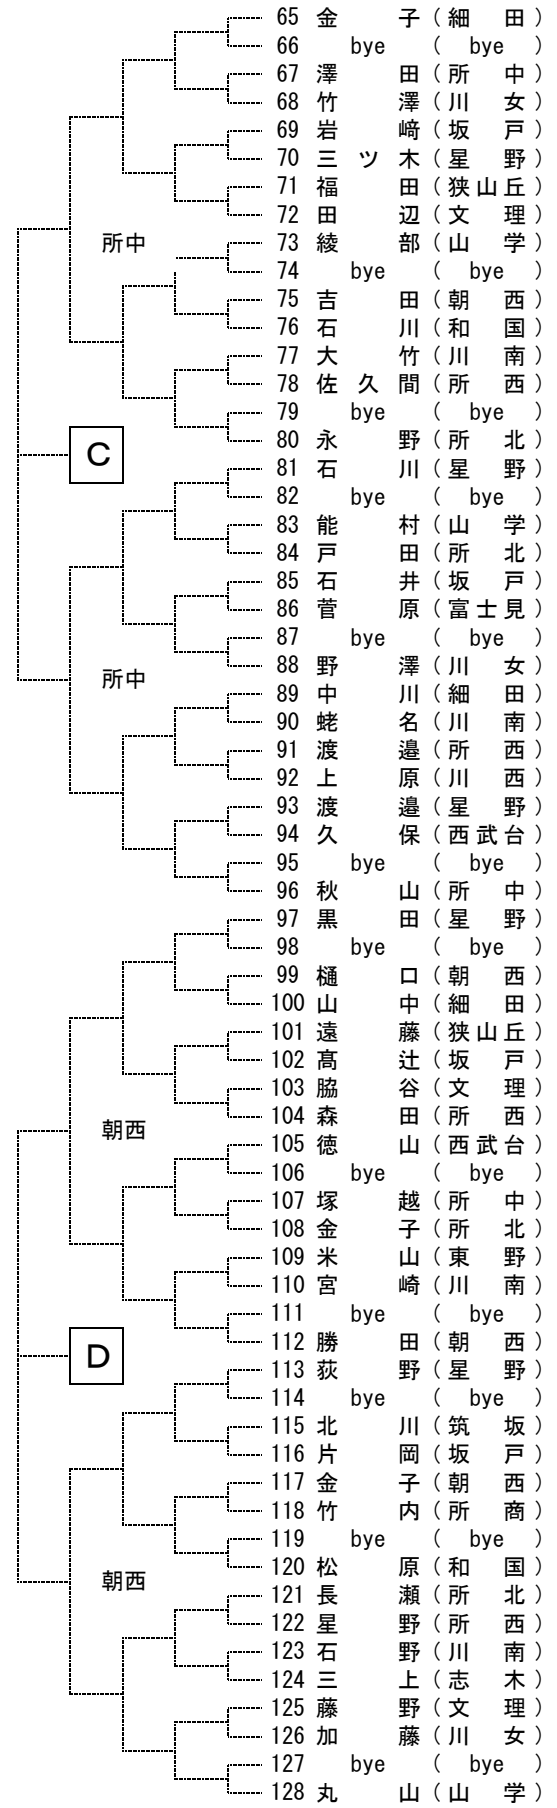 65 金子（細田）
66 bye （ bye ）
67 澤田（所中）
68 竹澤（川女）
69 岩﨑（坂戸）
70 三ツ木（星野）
71 福田（狭山丘）
72 田辺（文理）
所中
73 綾部（山学）
74 bye （ bye ）
75 吉田（朝西）
76 石川（和国）
77 大竹（川南）
78 佐久間（所西）
79 bye （ bye ）
80 永野（所北）
C
81 石川（星野）
82 bye （ bye ）
83 能村（山学）
84 戸田（所北）
85 石井（坂戸）
86 菅原（富士見）
87 bye （ bye ）
88 野澤（川女）
所中
89 中川（細田）
90 蛯名（川南）
91 渡邉（所西）
92 上原（川西）
93 渡邉（星野）
94 久保（西武台）
95 bye （ bye ）
96 秋山（所中）
97 黒田（星野）
98 bye （ bye ）
99 樋口（朝西）
100 山中（細田）
101 遠藤（狭山丘）
102 髙辻（坂戸）
103 脇谷（文理）
104 森田（所西）
朝西
105 徳山（西武台）
106 bye （ bye ）
107 塚越（所中）
108 金子（所北）
109 米山（東野）
110 宮崎（川南）
111 bye （ bye ）
112 勝田（朝西）
D
113 荻野（星野）
114 bye （ bye ）
115 北川（筑坂）
116 片岡（坂戸）
117 金子（朝西）
118 竹内（所商）
119 bye （ bye ）
120 松原（和国）
朝西
121 長瀬（所北）
122 星野（所西）
123 石野（川南）
124 三上（志木）
125 藤野（文理）
126 加藤（川女）
127 bye （ bye ）
128 丸山（山学）